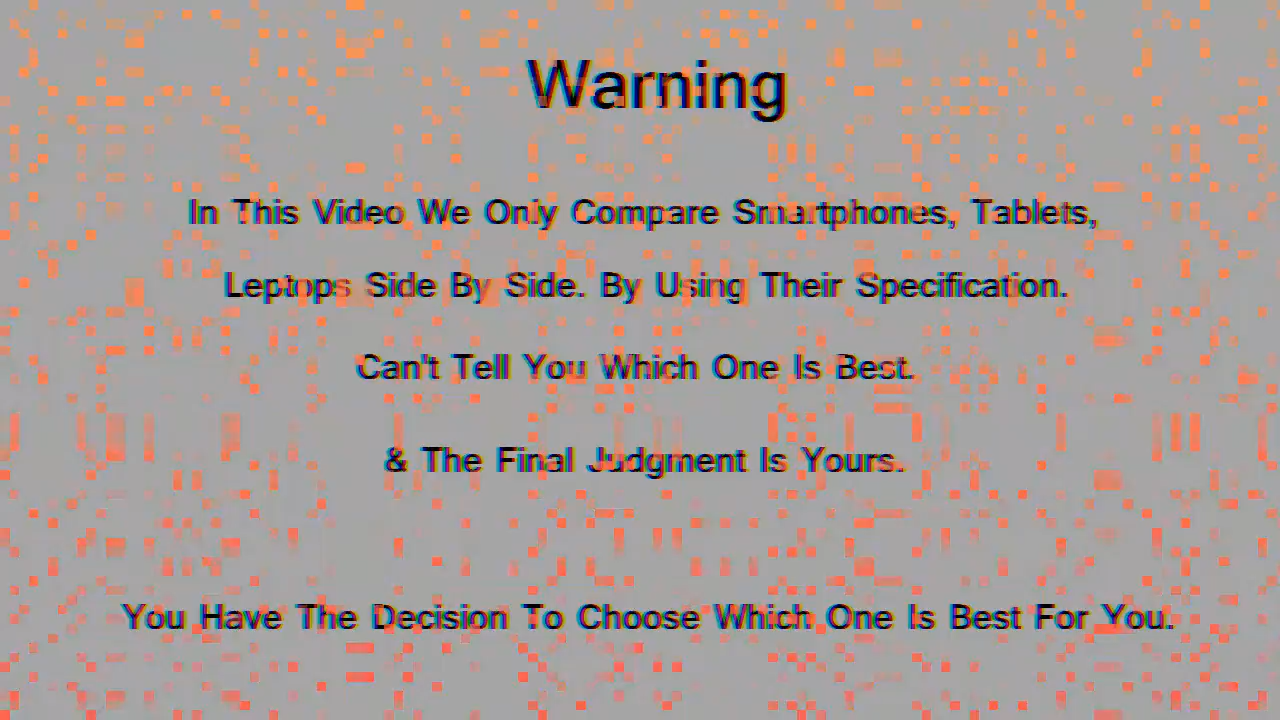 Warning
In This Video We Only Compare Smartphones, Tablets,
Leptops Side By Side. By Using Their Specification.
Can't Tell You Which One Is Best.
& The Final Judgment Is Yours.
You Have The Decision To Choose Which One Is Best For You.